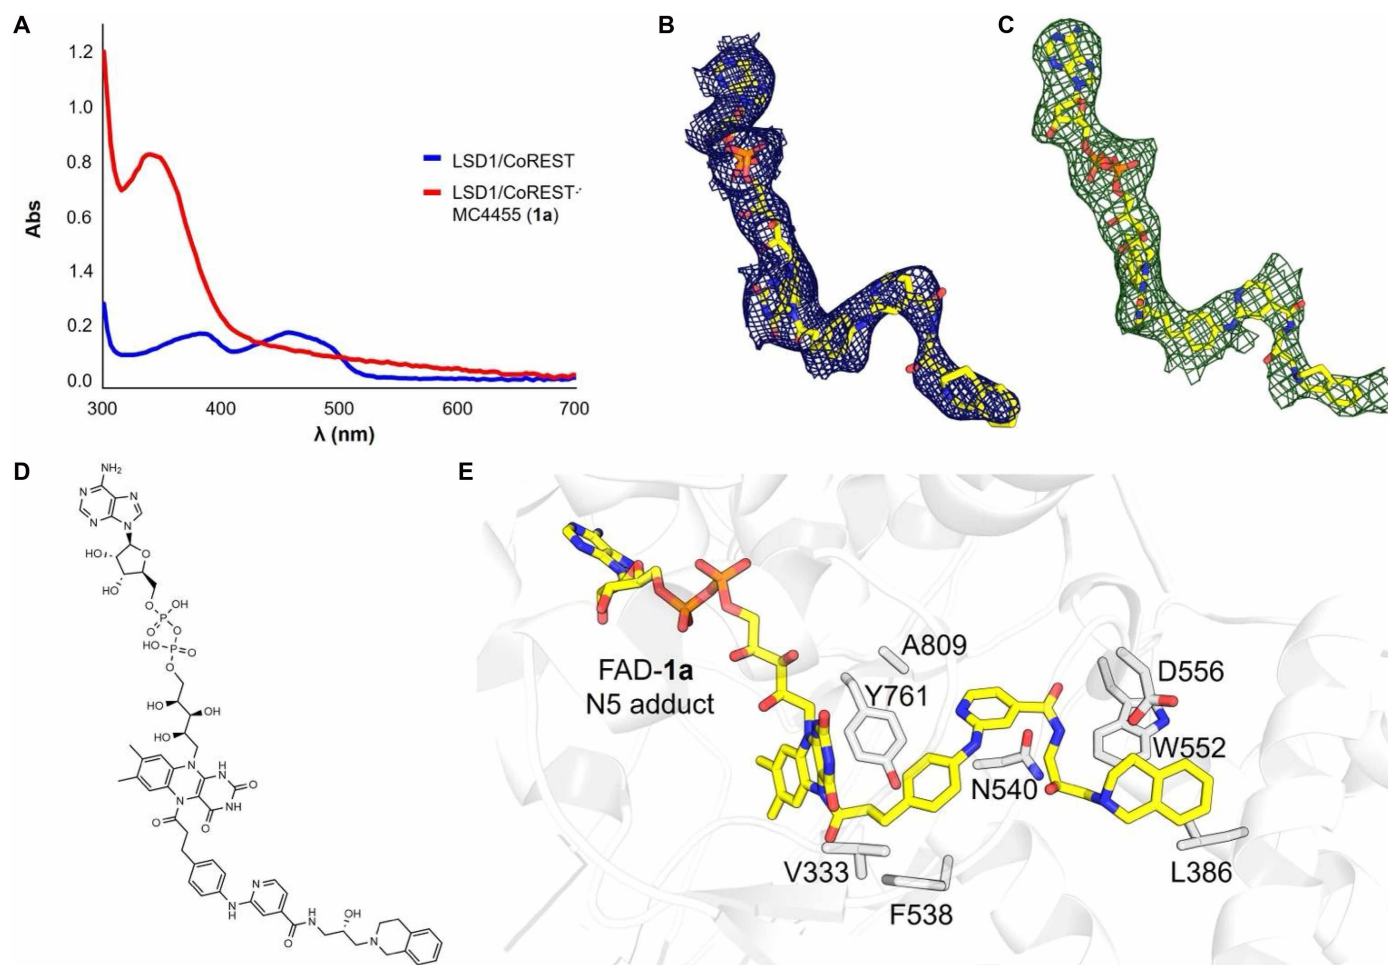 A
B
C
1.2
1.0
0.8
0.6
1.4
0.2
0.0
Abs
300
400
500
600
700
λ (nm)
LSD1/CoREST
LSD1/CoREST·
MC4455 (1a)
D
NH2
N
N
N
N
HO
O
HO
O
OH
P
O
O
HO
P
O
O
HO
OH
HO
N
H
N
O
N
NH
O
O
N
H
N
O
H
N
OH
N
E
FAD-1a
N5 adduct
A809
Y761
D556
W552
N540
V333
F538
L386